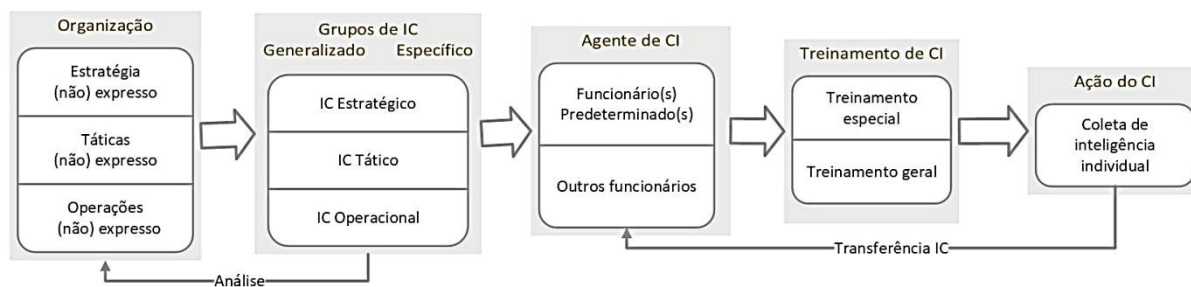 Organização
Estratégia
(não) expresso
Táticas
(não) expresso
Operações
(não) expresso
Grupos de IC
Generalizado Específico
IC Estratégico
IC Tático
IC Operacional
Análise
Agente de CI
Funcionário(s)
Predeterminado(s)
Outros funcionários
Treinamento de CI
Treinamento
especial
Treinamento geral
Ação do CI
Coleta de
inteligência
individual
Transferência IC